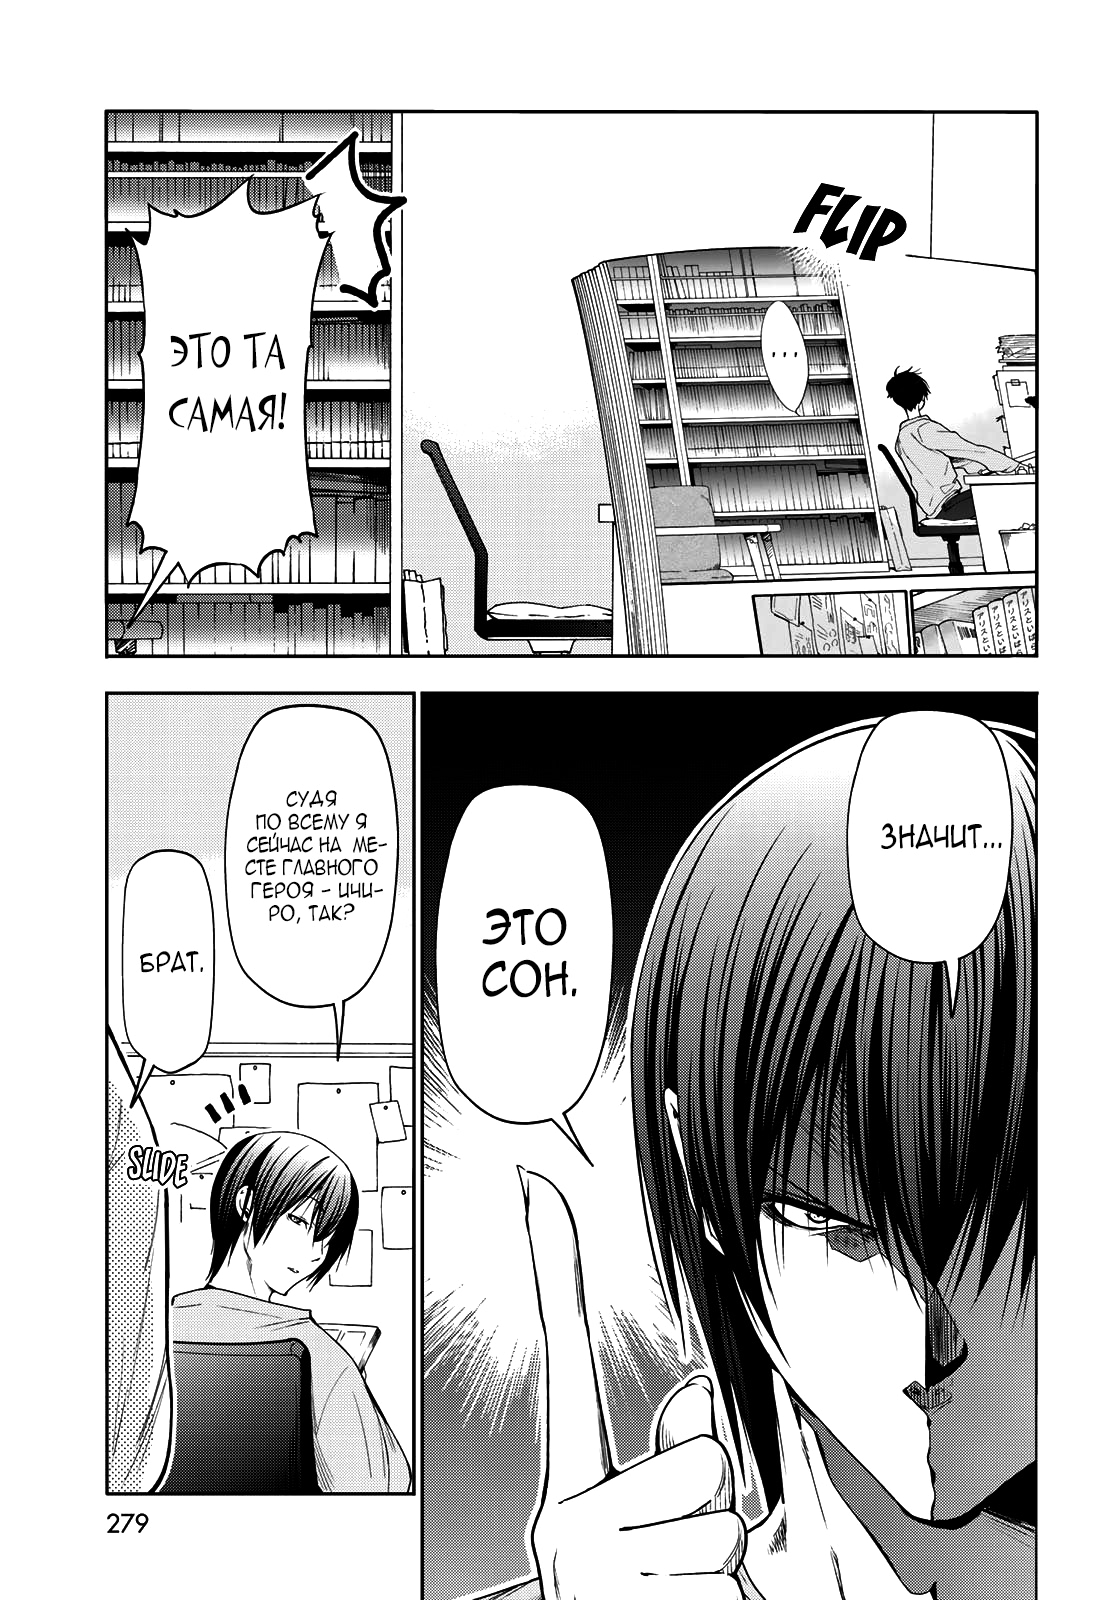 FLIP
...
ЭТО ТА
САМАЯ!
ЗНАЧИТ...
ЭТО
СОН.
СУДЯ
ПО ВСЕМУ Я
СЕЙЧАС НА МЕ-
СТЕ ГЛАВНОГО
ГЕРОЯ - ИЧИ-
РО, ТАК?
БРАТ.
SLIDE
279